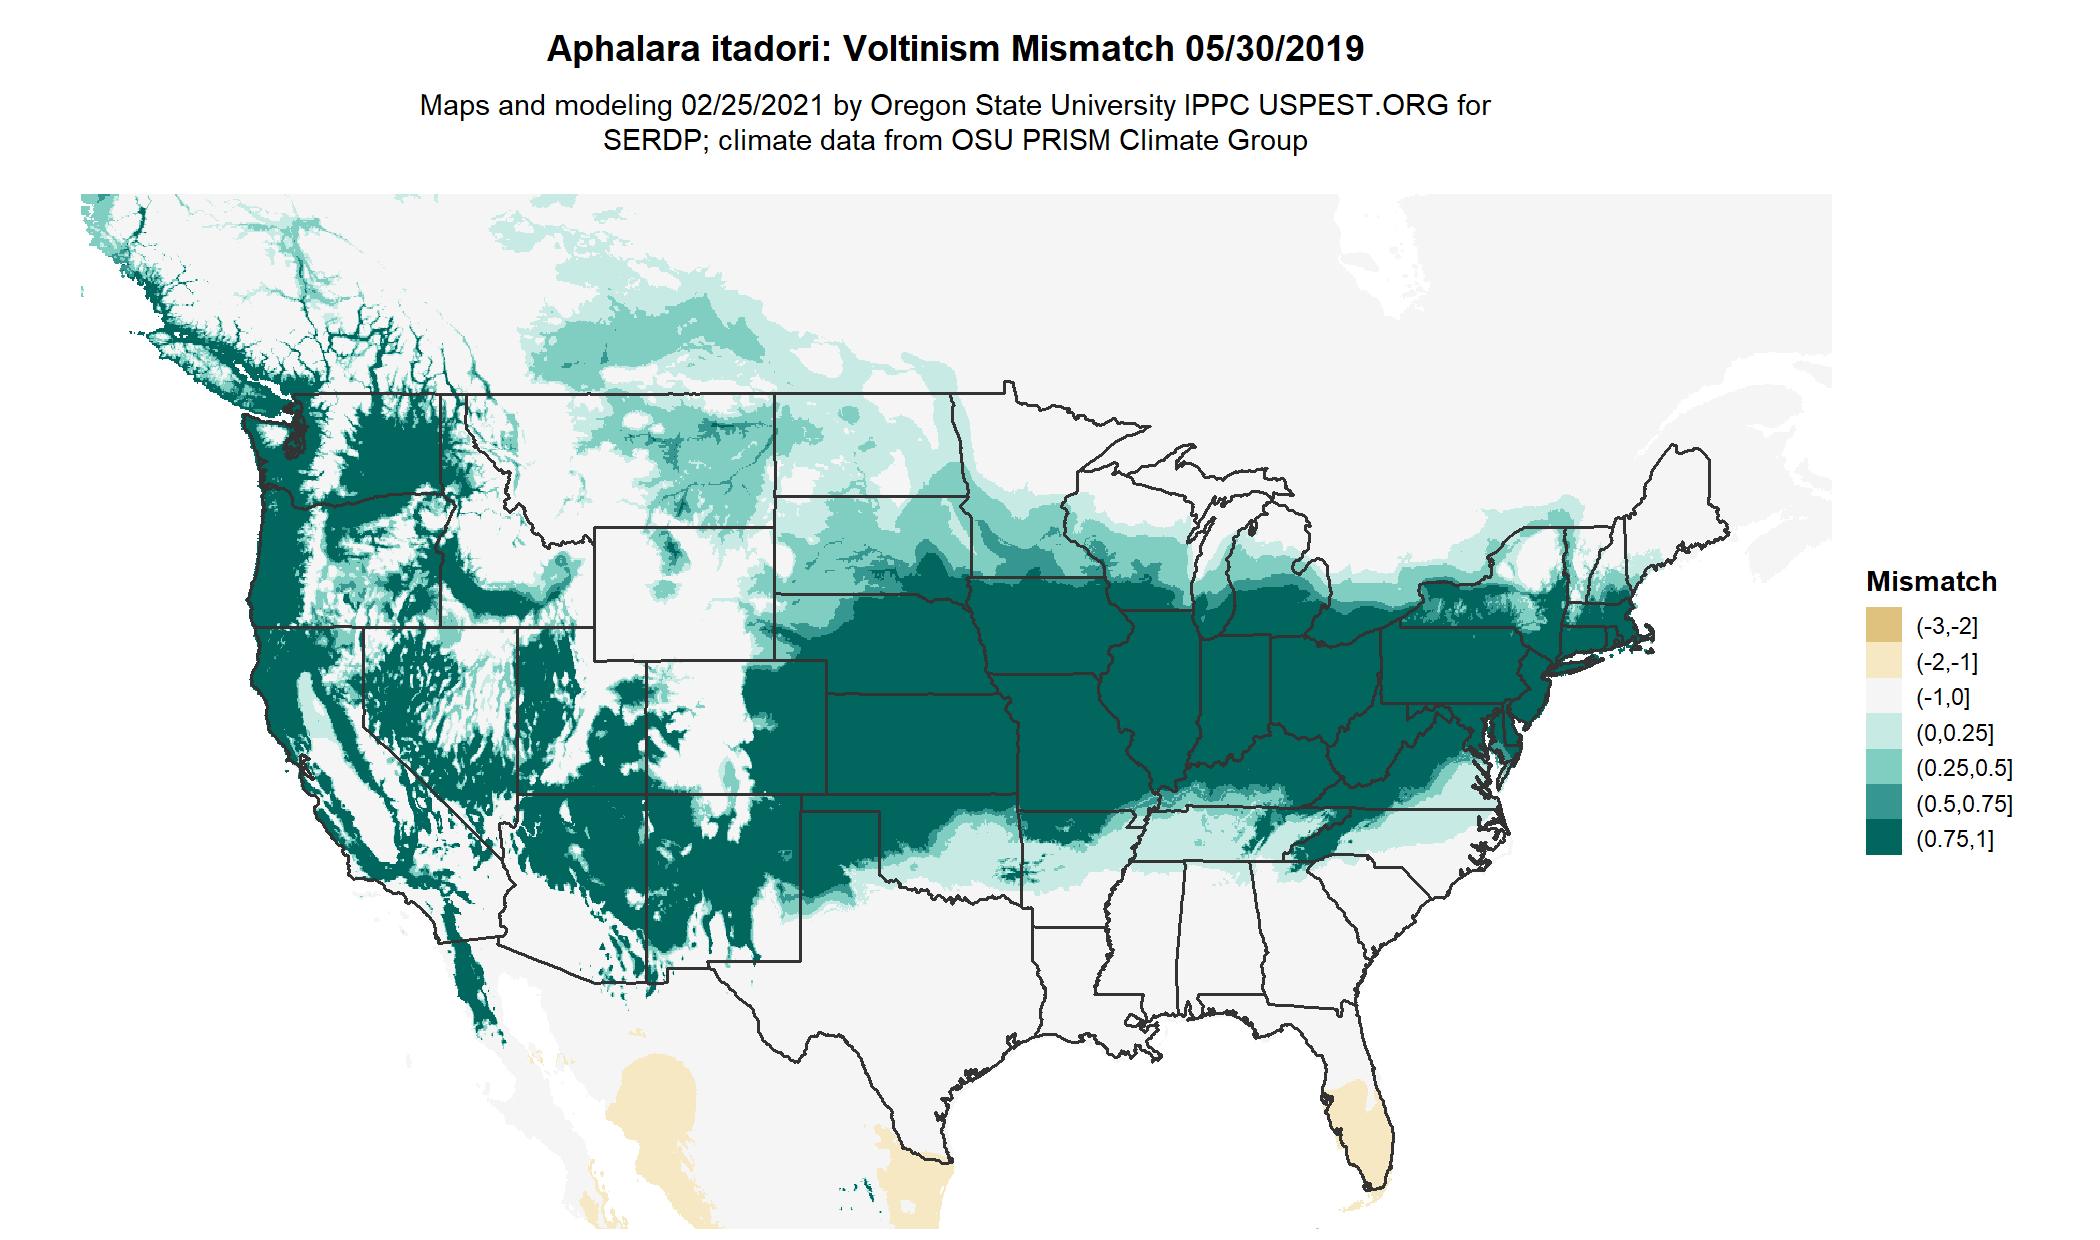 Aphalara itadori: Voltinism Mismatch 05/30/2019
Maps and modeling 02/25/2021 by Oregon State University IPPC USPEST.ORG for
SERDP; climate data from OSU PRISM Climate Group
Mismatch
(-3,-2]
(-2,-1]
(-1,0]
(0,0.25]
(0.25,0.5]
(0.5,0.75]
(0.75,1]